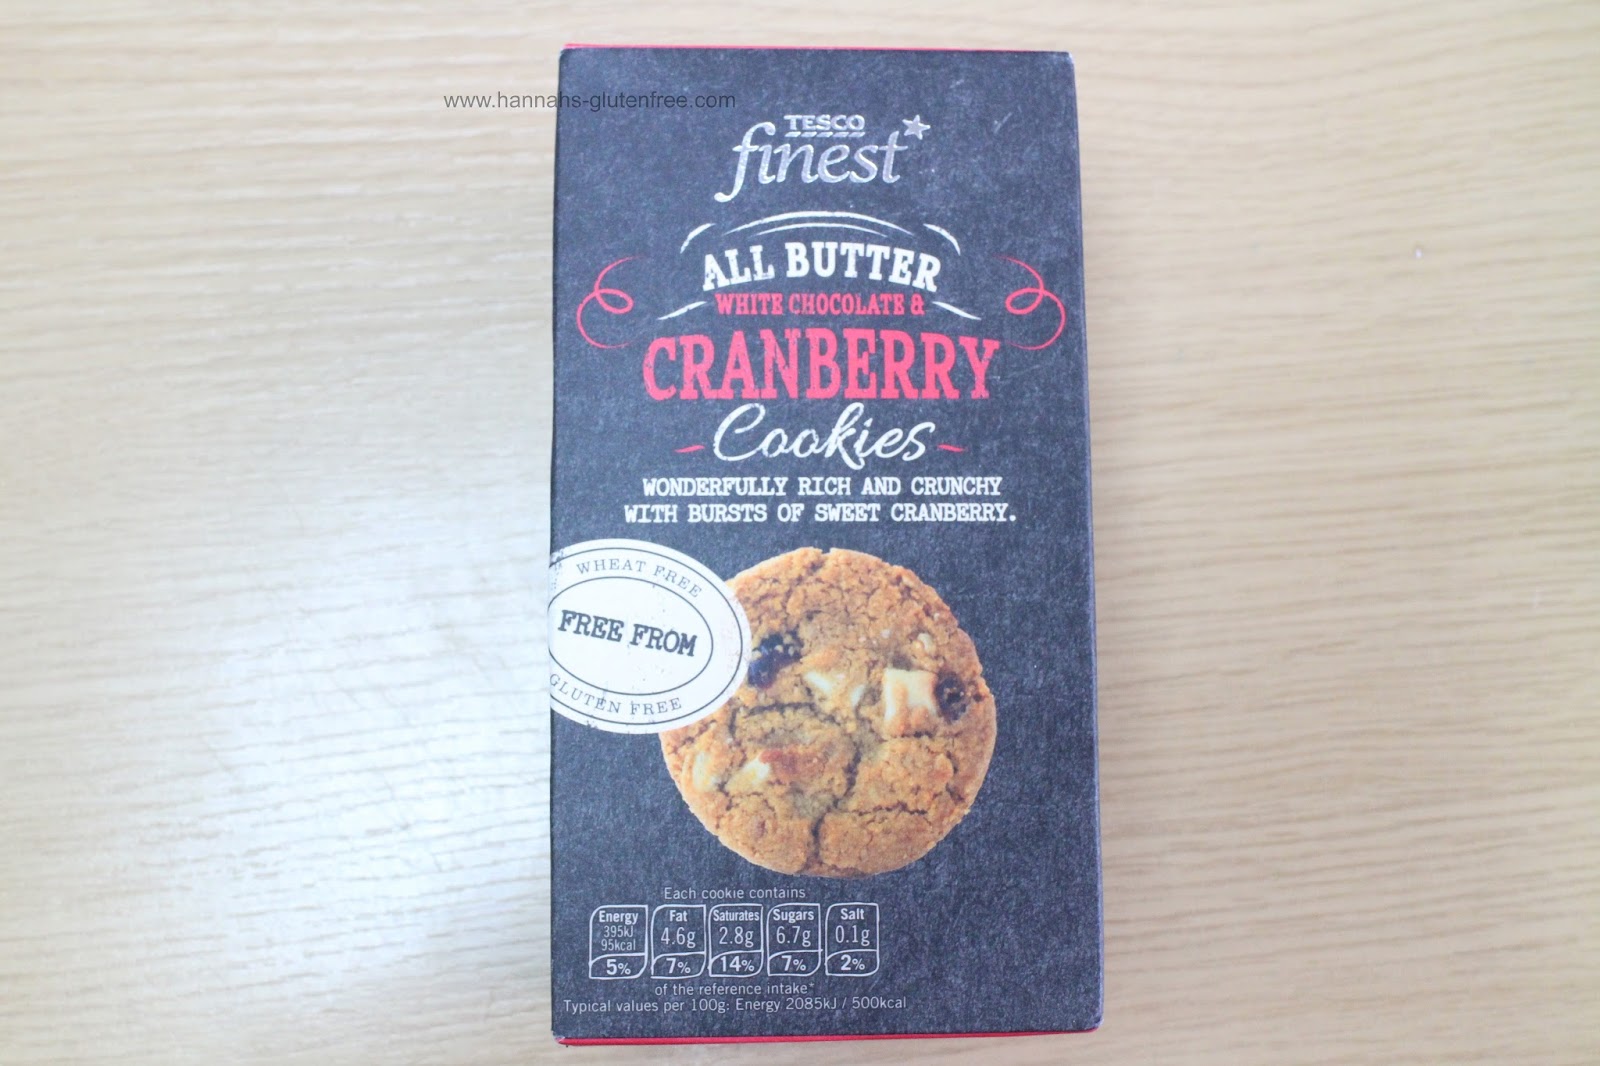 www.hannahs-glutenfree.com
TESCO
finest*
ALL BUTTER
WHITE CHOCOLATE &
CRANBERRY
Cookies
WONDERFULLY RICH AND CRUNCHY
WITH BURSTS OF SWEET CRANBERRY.
WHEAT FREE
FREE FROM
GLUTEN FREE
Each cookie contains
Energy Fat Saturates Sugars Salt
395kJ 4.6g 2.8g 6.7g 0.1g
95kcal
5% 7% 14% 7% 2%
of the reference intake*
Typical values per 100g: Energy 2085kJ / 500kcal